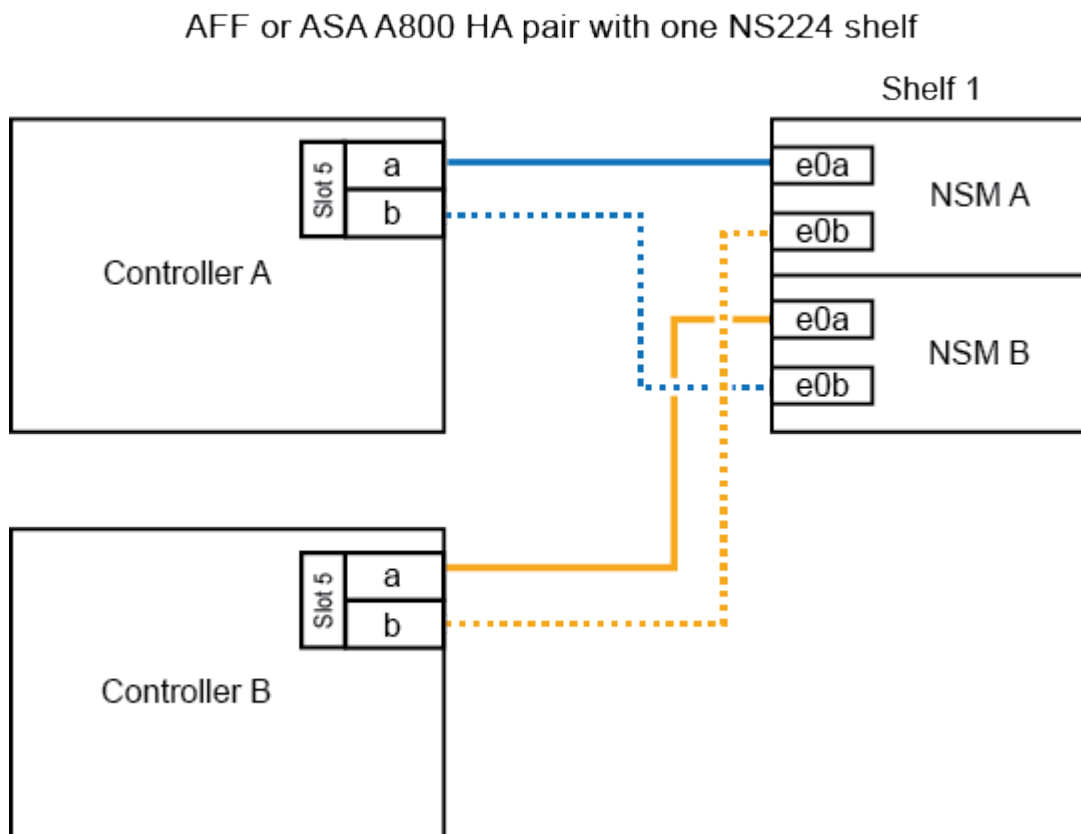 AFF or ASA A800 HA pair with one NS224 shelf
Shelf 1
Controller A
Slot 5
a
b
e0a
e0b
NSM A
e0a
e0b
NSM B
Controller B
Slot 5
a
b